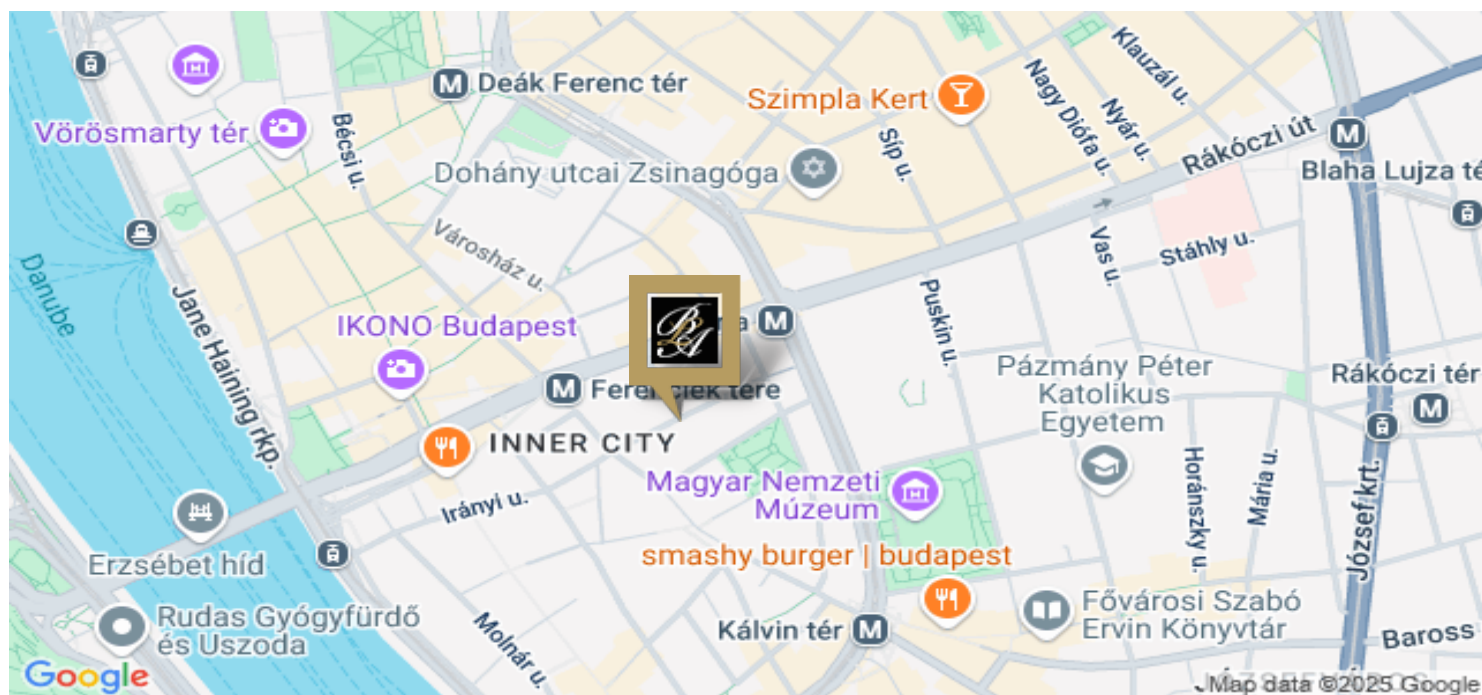 Deák Ferenc tér
Szimpla Kert
Klauzál u.
Nagy Diófa u.
Nyár u.
Vörösmarty tér
Bécsi u.
Síp u.
Rákóczi út
Dohány utcai Zsinagóga
Blaha Lujza
Városház u.
Vas u.
Stáhly u.
Danube
Jane Haining rkp.
IKONO Budapest
Puskin u.
Pázmány Péter
Katolikus
Egyetem
Rákóczi tér
Ferenciek tere
INNER CITY
Magyar Nemzeti
Múzeum
Irányi u.
Horánszky u.
Mária u.
József krt.
Erzsébet híd
smashy burger | budapest
Rudas Gyógyfürdő
és Uszoda
Molnár u.
Kálvin tér
Fővárosi Szabó
Ervin Könyvtár
Baross
Google
Map data ©2025 Google